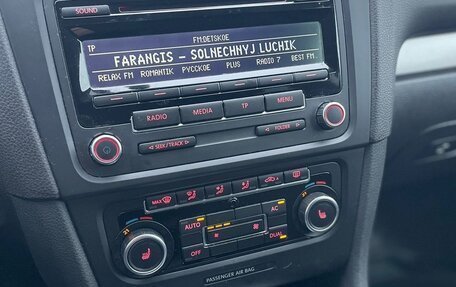 SOUND
FM:DETSKOE
TP
FARANGIS – SOLNECHNYJ LUCHIK
RELAX FM ROMANTIK РУССКОЕ PLUS RADIO 7 BEST FM
RADIO MEDIA TP MENU
SEEK/TRACK FOLDER
MAX
AUTO AC
OFF DUAL
PASSENGER AIR BAG